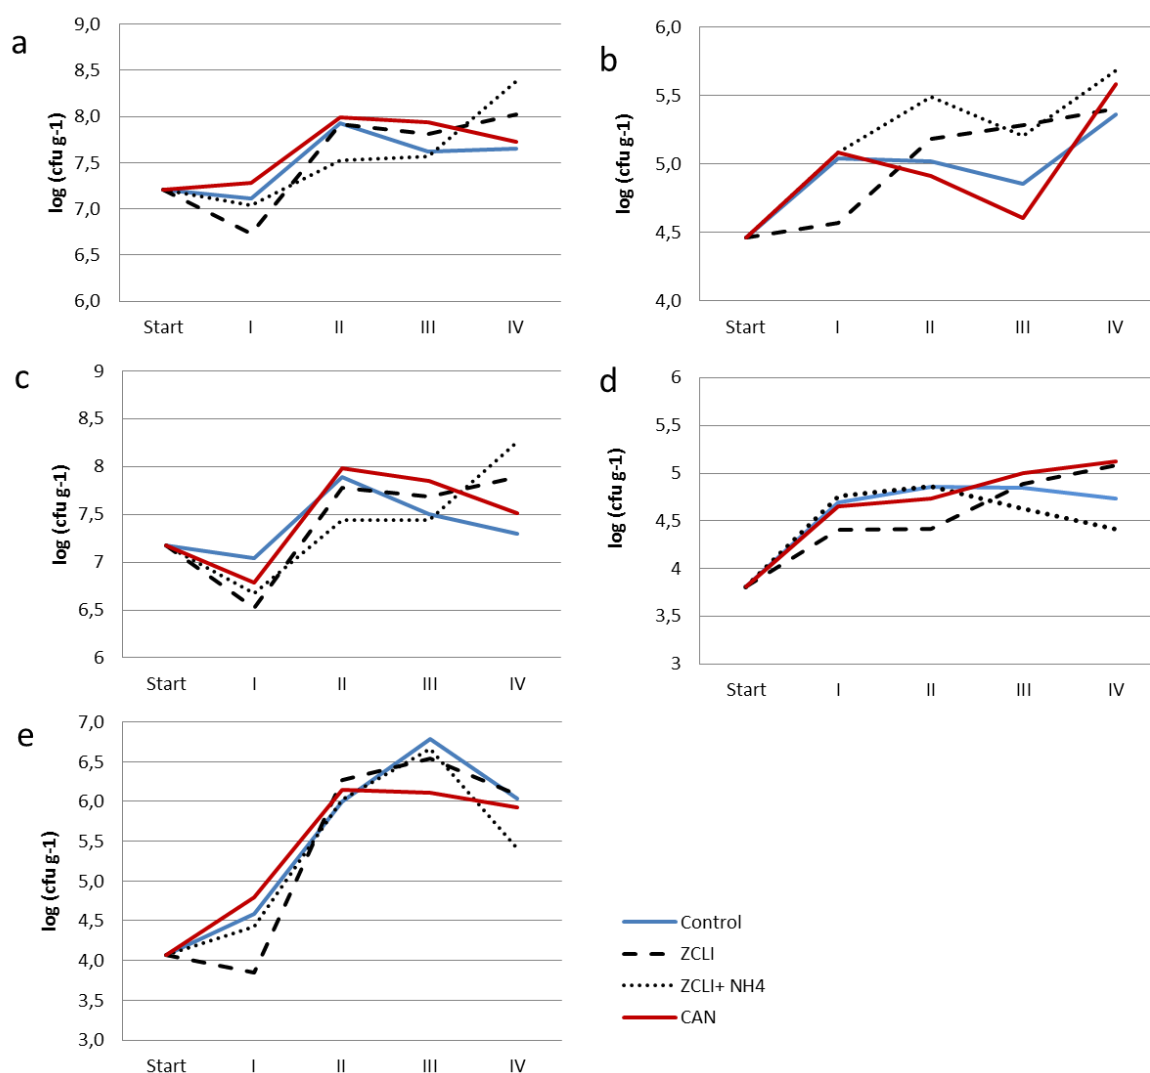 a
9,0
8,5
8,0
7,5
7,0
6,5
6,0
log (cfu g-1)
Start I II III IV
b
6,0
5,5
5,0
4,5
4,0
log (cfu g-1)
Start I II III IV
c
9
8,5
8
7,5
7
6,5
6
log (cfu g-1)
Start I II III IV
d
6
5,5
5
4,5
4
3,5
3
log (cfu g-1)
Start I II III IV
e
7,0
6,5
6,0
5,5
5,0
4,5
4,0
3,5
3,0
log (cfu g-1)
Start I II III IV
Control
ZCLI
ZCLI+ NH4
CAN